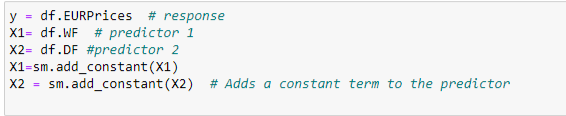 y = df.EURPrices  # response
X1= df.WF  # predictor 1
X2= df.DF #predictor 2
X1=sm.add_constant(X1)
X2 = sm.add_constant(X2)  # Adds a constant term to the predictor